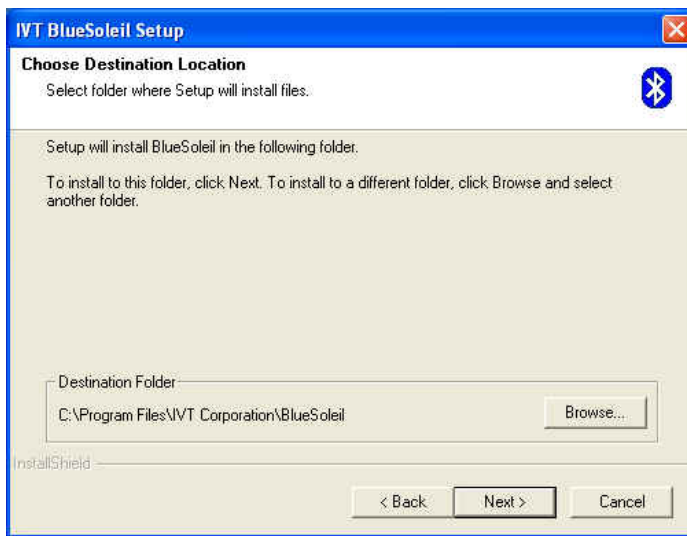 IVT BlueSoleil Setup
Choose Destination Location
Select folder where Setup will install files.
Setup will install BlueSoleil in the following folder.
To install to this folder, click Next. To install to a different folder, click Browse and select
another folder.
Destination Folder
C:\Program Files\IVT Corporation\BlueSoleil
Browse...
InstallShield
< Back
Next >
Cancel